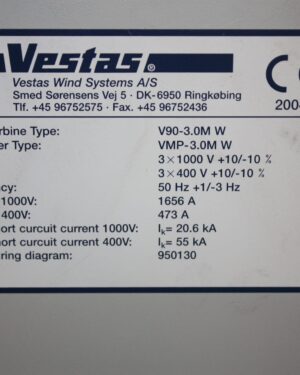 Vestas®
Vestas Wind Systems A/S
Smed Sørensens Vej 5 · DK-6950 Ringkøbing
Tlf. +45 96752575 · Fax. +45 96752436
CE
200
rbine Type: V90-3.0M W
er Type: VMP-3.0M W
3×1000 V +10/-10 %
3×400 V +10/-10 %
cy: 50 Hz +1/-3 Hz
1000V: 1656 A
400V: 473 A
ort curcuit current 1000V: Ik= 20.6 kA
ort curcuit current 400V: Ik= 55 kA
ring diagram: 950130